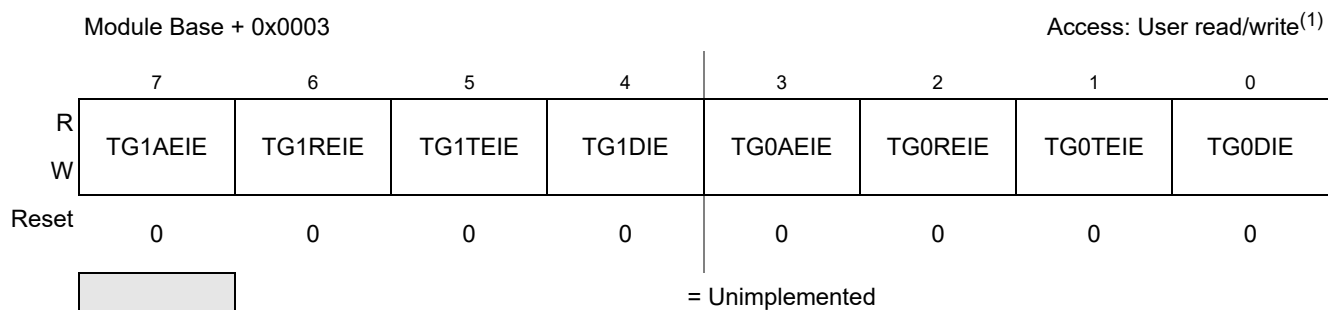 Module Base + 0x0003 Access: User read/write(1)
7 6 5 4 3 2 1 0
R
TG1AEIE TG1REIE TG1TEIE TG1DIE TG0AEIE TG0REIE TG0TEIE TG0DIE
W
Reset 0 0 0 0 0 0 0 0
= Unimplemented